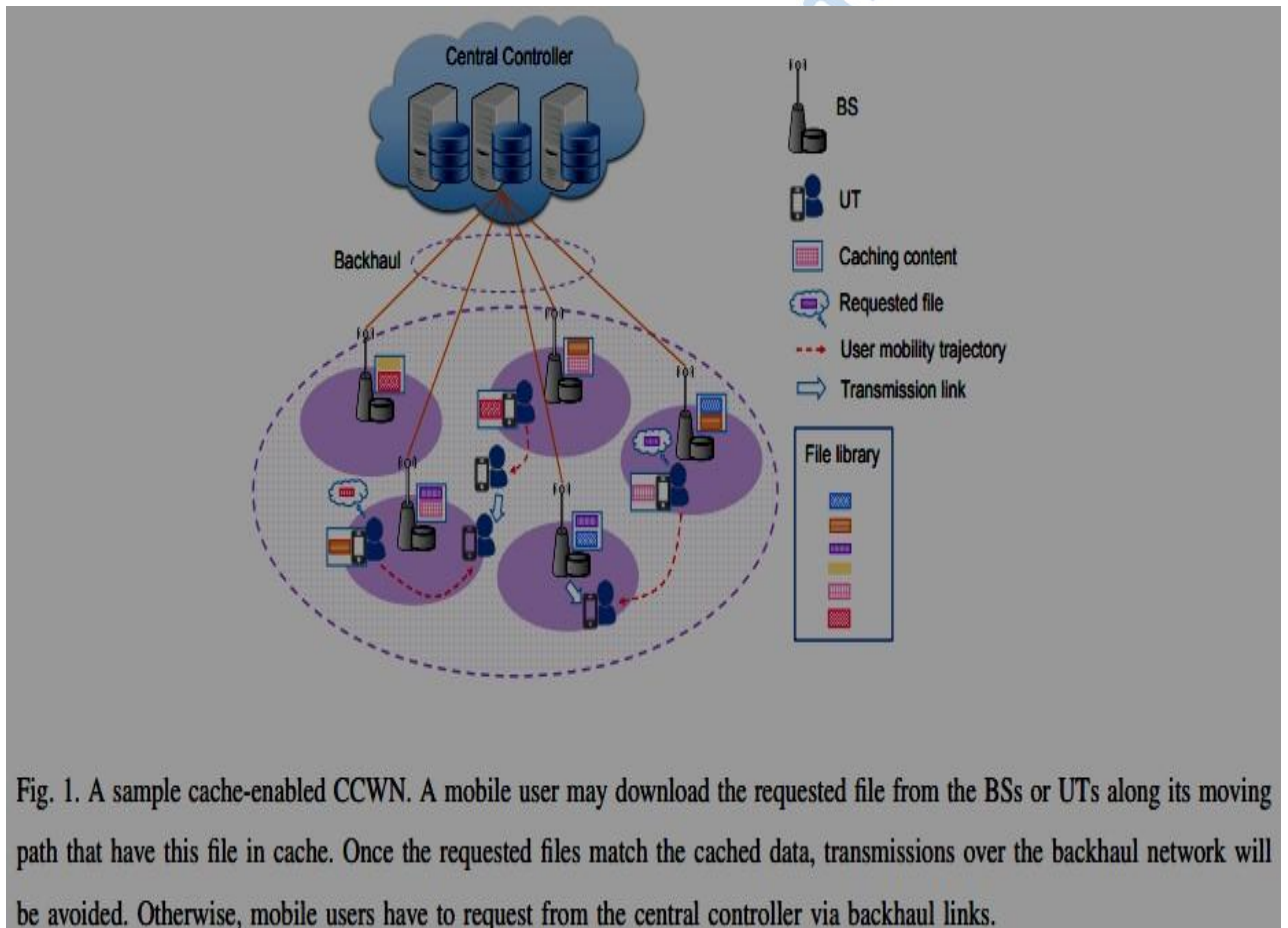 Central Controller
BS
UT
Backhaul
Caching content
Requested file
User mobility trajectory
Transmission link
File library
Fig. 1. A sample cache-enabled CCWN. A mobile user may download the requested file from the BSs or UTs along its moving
path that have this file in cache. Once the requested files match the cached data, transmissions over the backhaul network will
be avoided. Otherwise, mobile users have to request from the central controller via backhaul links.